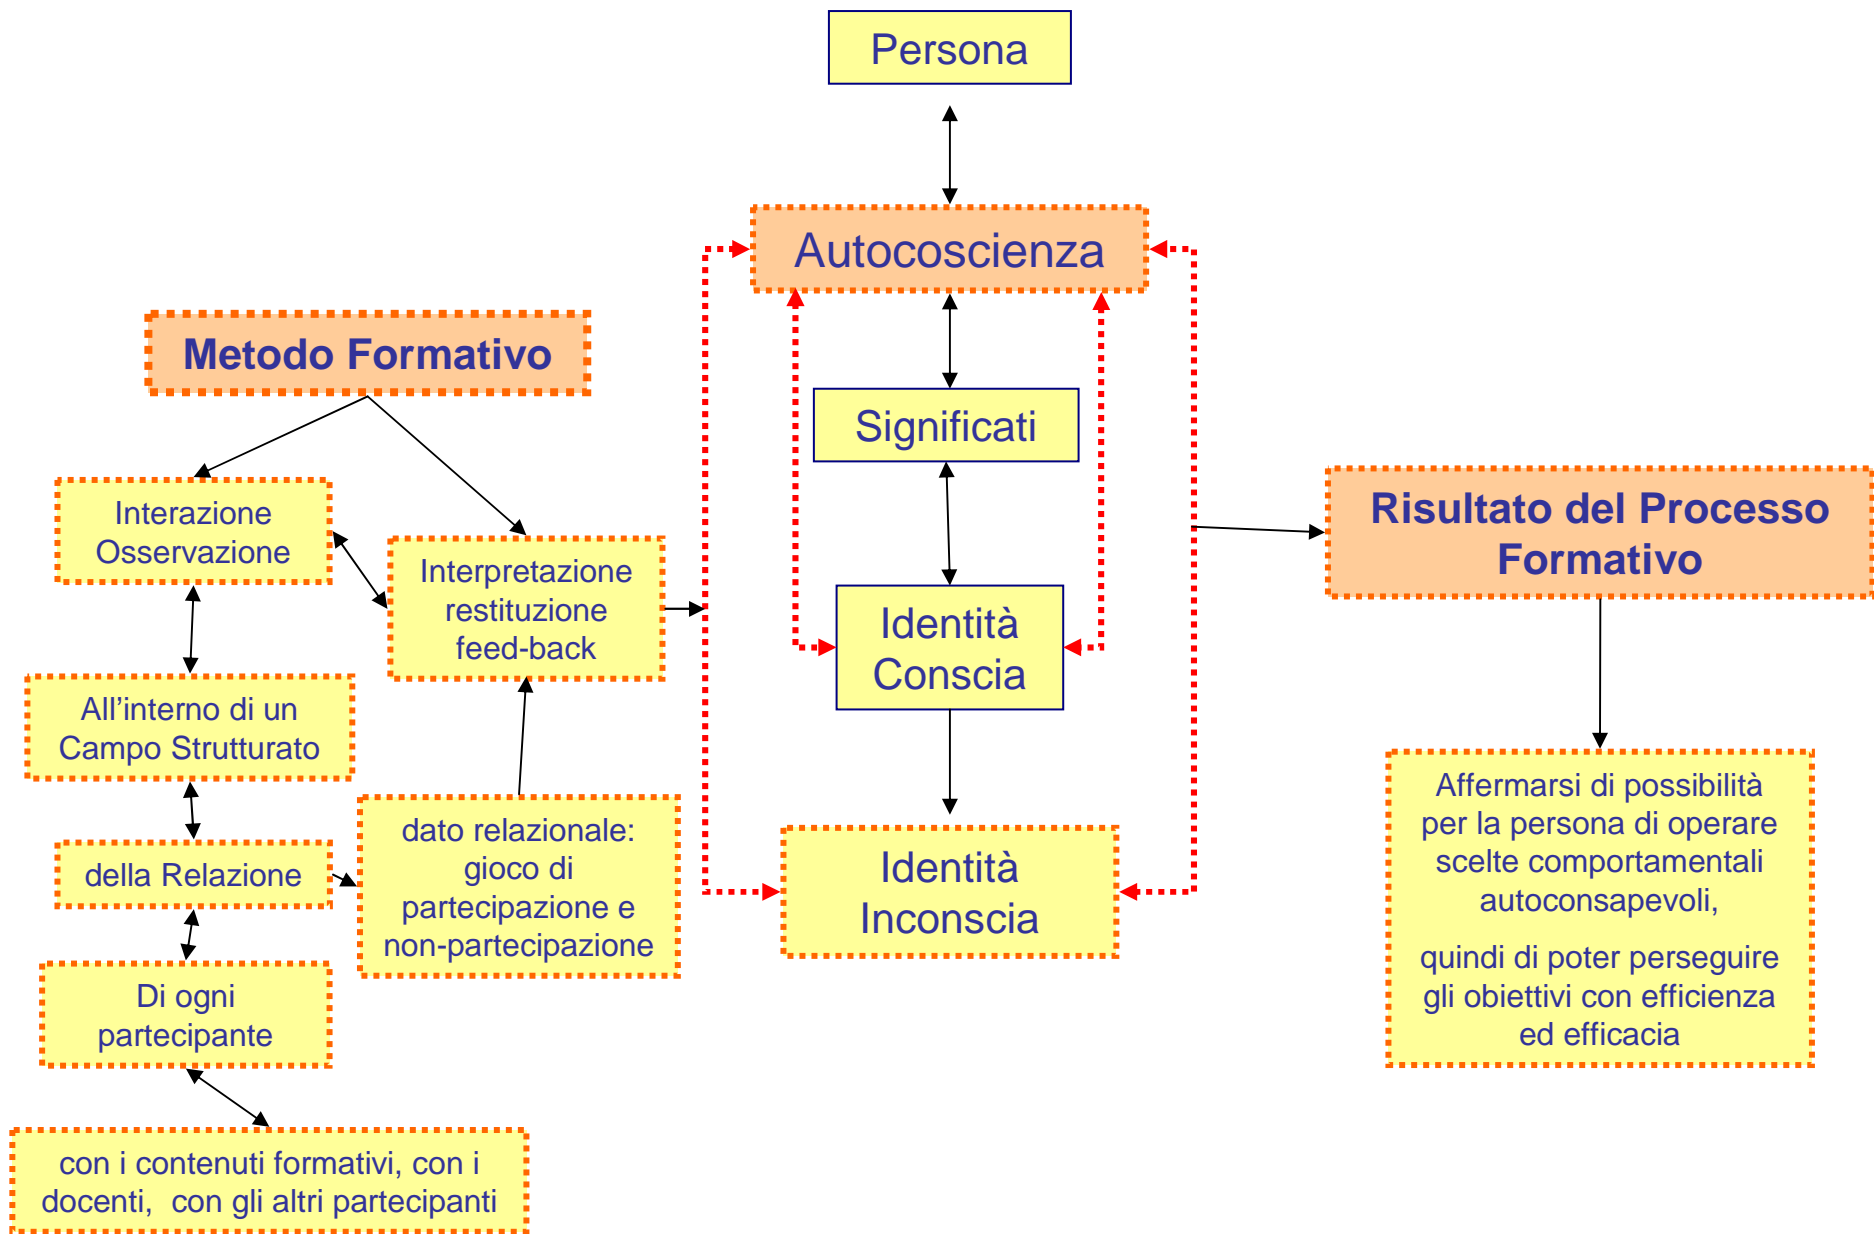 Persona
Autocoscienza
Metodo Formativo
Significati
Interazione
Osservazione
Interpretazione
restituzione
feed-back
Risultato del Processo
Formativo
Identità
Conscia
All’interno di un
Campo Strutturato
della Relazione
dato relazionale:
gioco di
partecipazione e
non-partecipazione
Identità
Inconscia
Affermarsi di possibilità
per la persona di operare
scelte comportamentali
autoconsapevoli,
quindi di poter perseguire
gli obiettivi con efficienza
ed efficacia
Di ogni
partecipante
con i contenuti formativi, con i
docenti,  con gli altri partecipanti